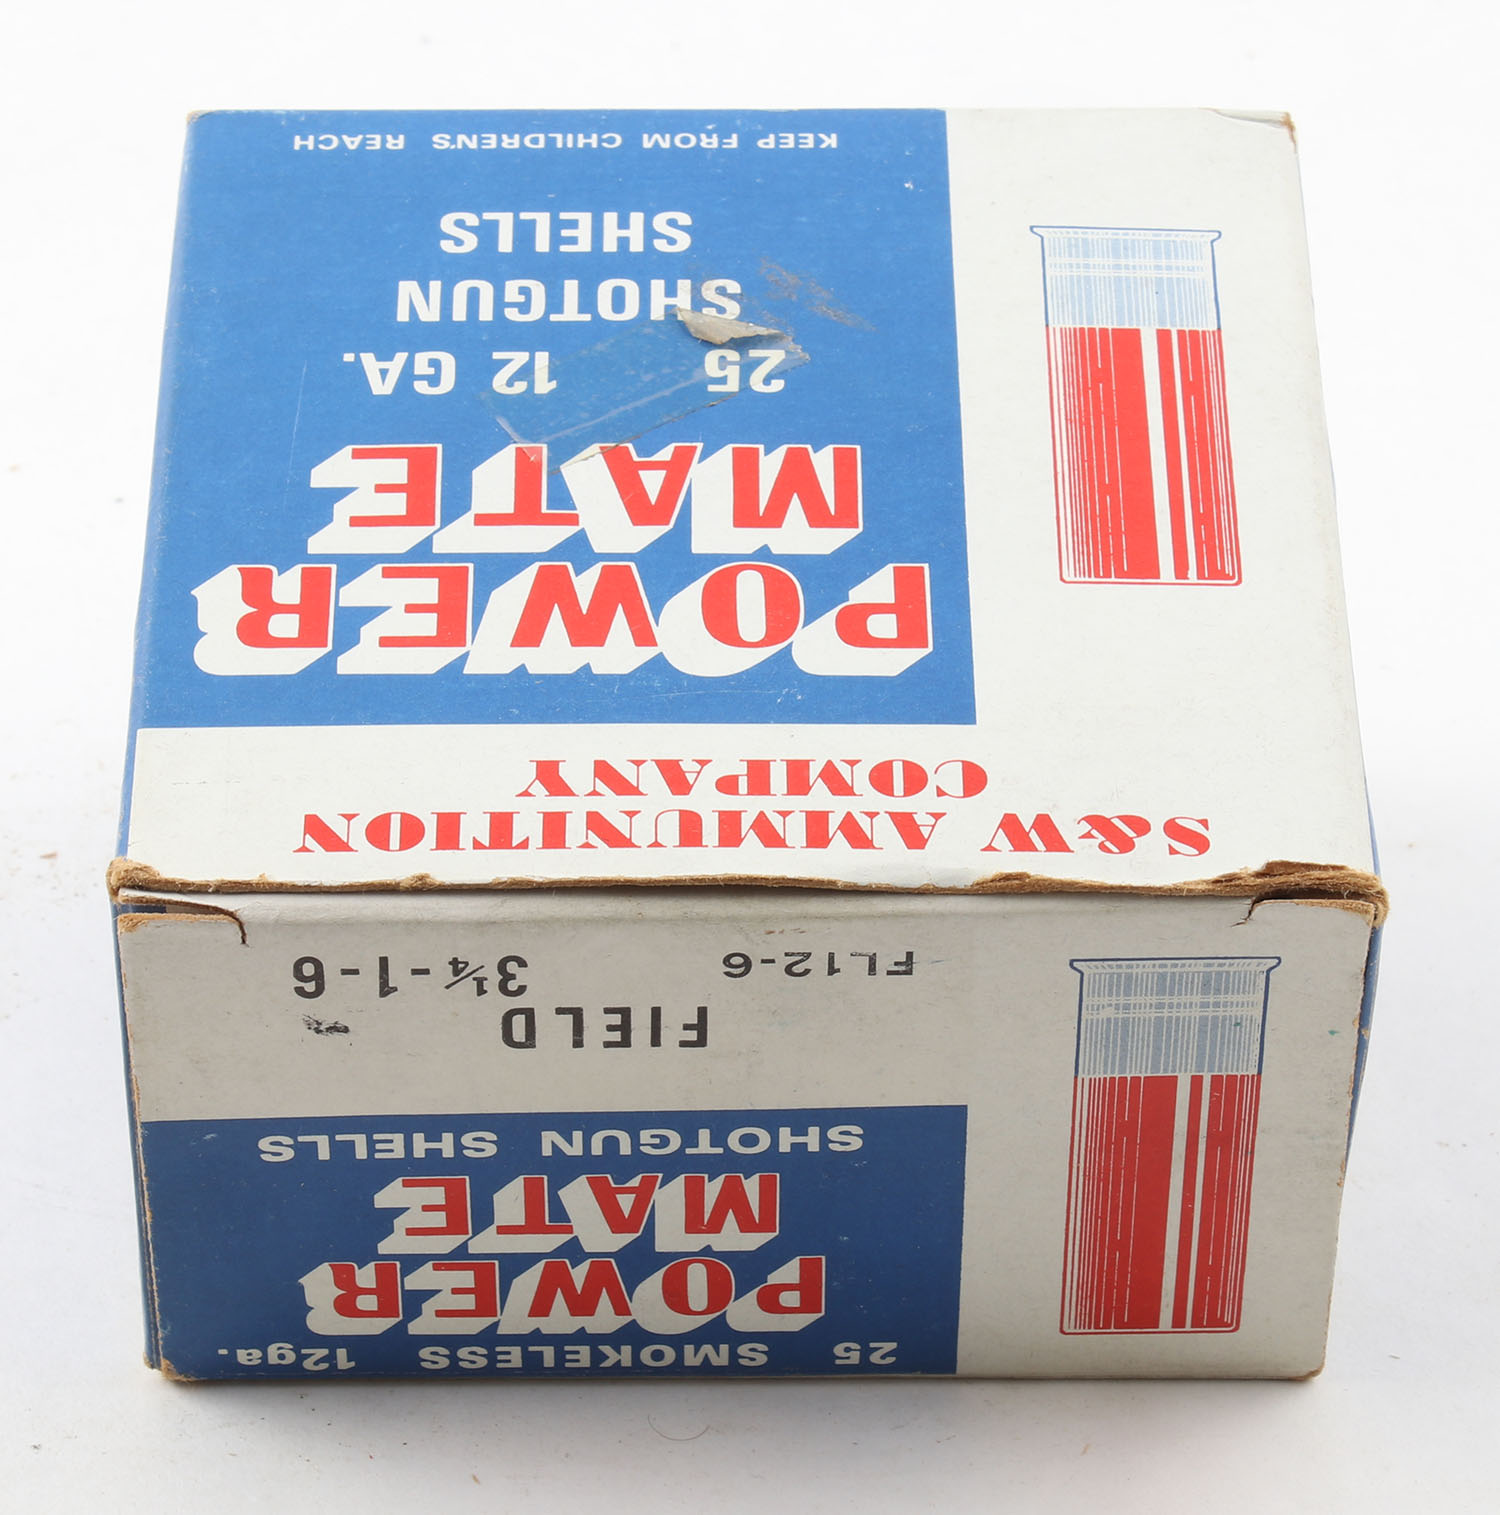 S&W AMMUNITION
COMPANY
POWER
MATE
25 12 GA.
SHOTGUN
SHELLS
KEEP FROM CHILDREN'S REACH
25 SMOKELESS 12ga.
POWER
MATE
SHOTGUN SHELLS
FIELD
FL12-6 3¼-1-6